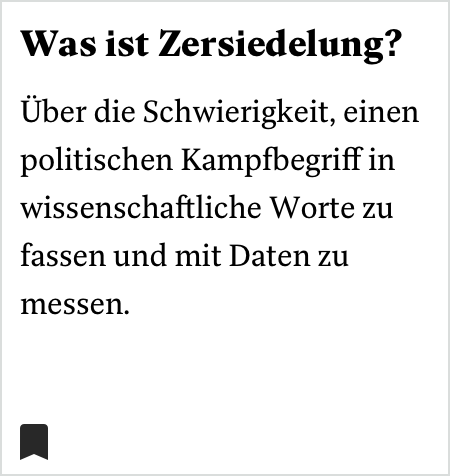 Was ist Zersiedelung?
Über die Schwierigkeit, einen
politischen Kampfbegriff in
wissenschaftliche Worte zu
fassen und mit Daten zu
messen.